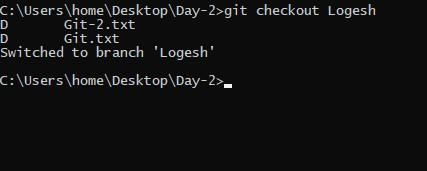 C:\Users\home\Desktop\Day-2>git checkout Logesh
D       Git-2.txt
D       Git.txt
Switched to branch 'Logesh'
C:\Users\home\Desktop\Day-2>